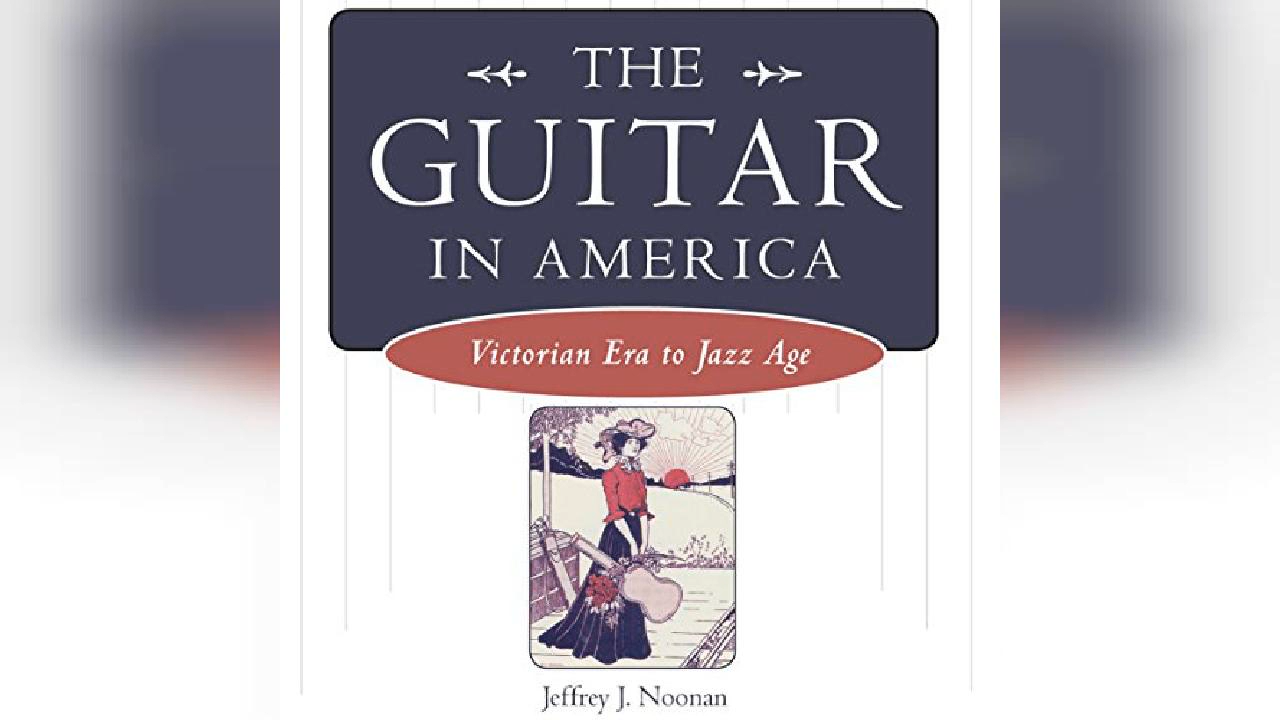 THE
GUITAR
IN AMERICA
Victorian Era to Jazz Age
Jeffrey J. Noonan